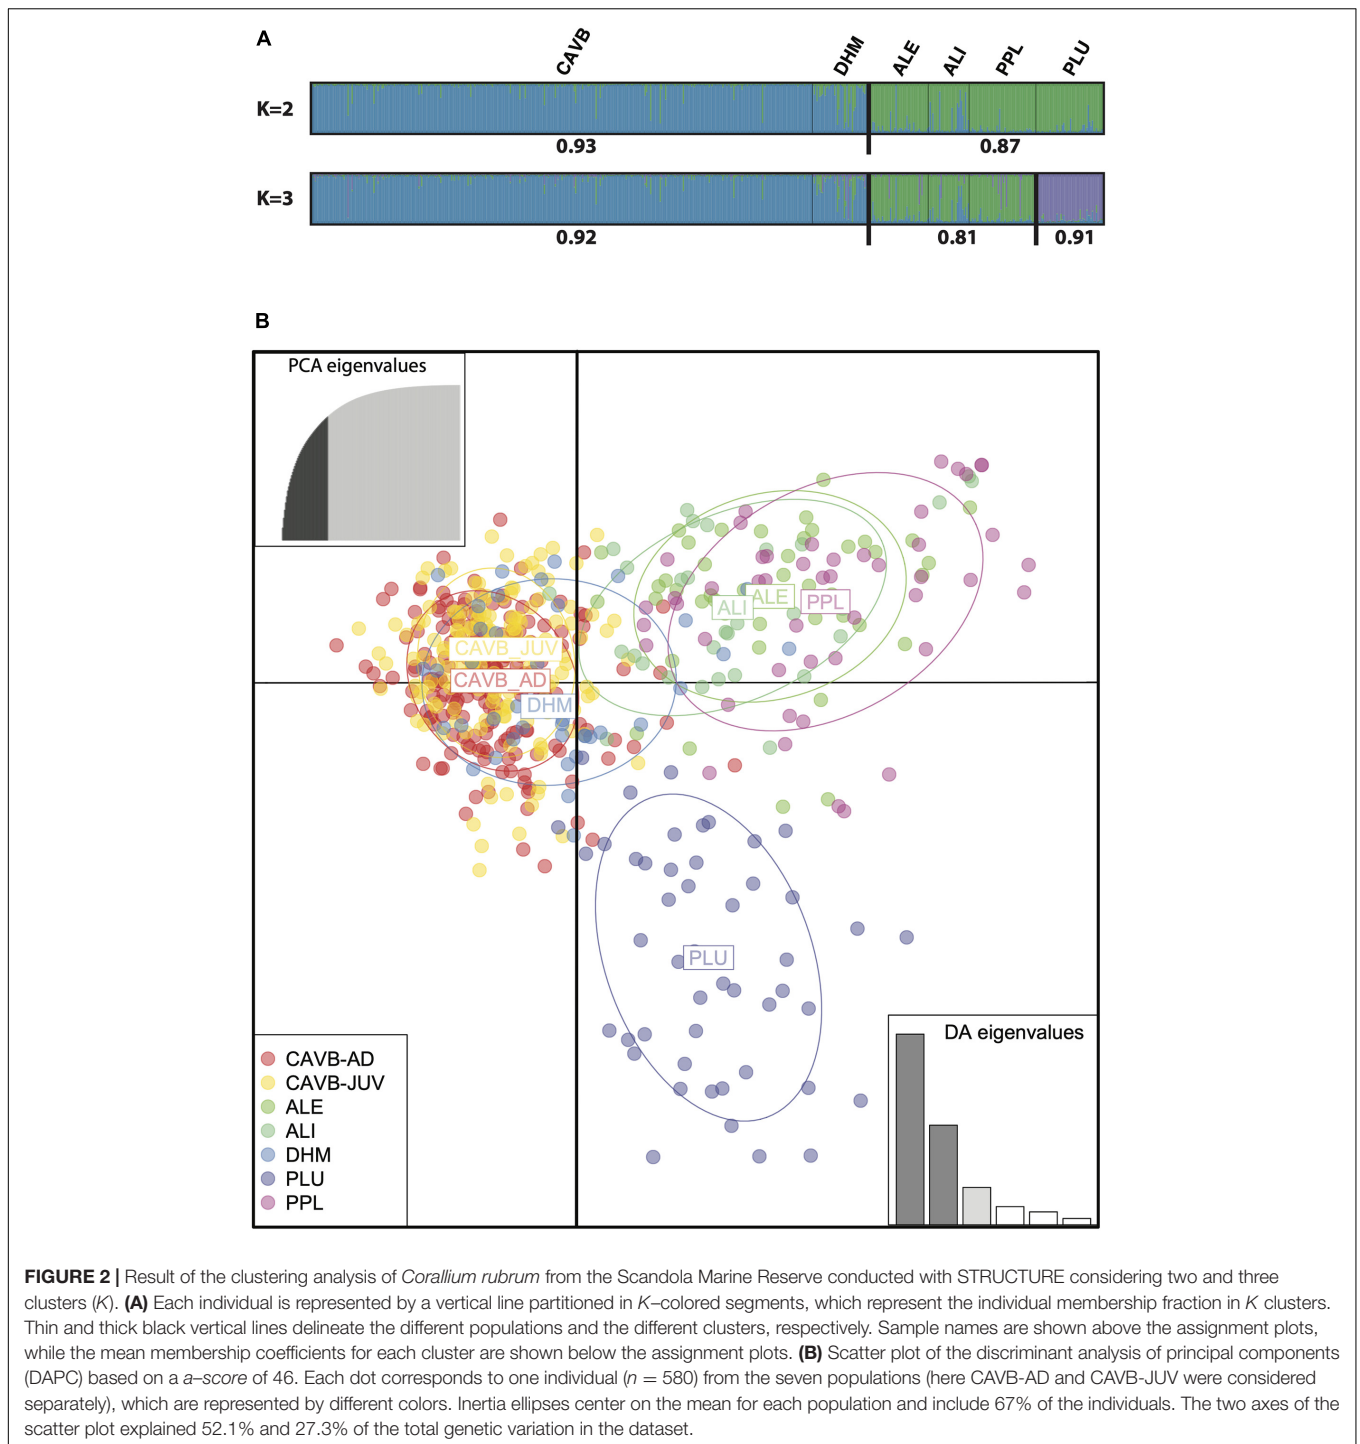 A
CAVB DHM ALE ALI PPL PLU
K=2
0.93 0.87
K=3
0.92 0.81 0.91
B
PCA eigenvalues
ALE
ALI PPL
CAVB_JUV
CAVB_AD
DHM
PLU
DA eigenvalues
CAVB-AD
CAVB-JUV
ALE
ALI
DHM
PLU
PPL
FIGURE 2 | Result of the clustering analysis of Corallium rubrum from the Scandola Marine Reserve conducted with STRUCTURE considering two and three
clusters (K). (A) Each individual is represented by a vertical line partitioned in K–colored segments, which represent the individual membership fraction in K clusters.
Thin and thick black vertical lines delineate the different populations and the different clusters, respectively. Sample names are shown above the assignment plots,
while the mean membership coefficients for each cluster are shown below the assignment plots. (B) Scatter plot of the discriminant analysis of principal components
(DAPC) based on a a–score of 46. Each dot corresponds to one individual (n = 580) from the seven populations (here CAVB-AD and CAVB-JUV were considered
separately), which are represented by different colors. Inertia ellipses center on the mean for each population and include 67% of the individuals. The two axes of the
scatter plot explained 52.1% and 27.3% of the total genetic variation in the dataset.